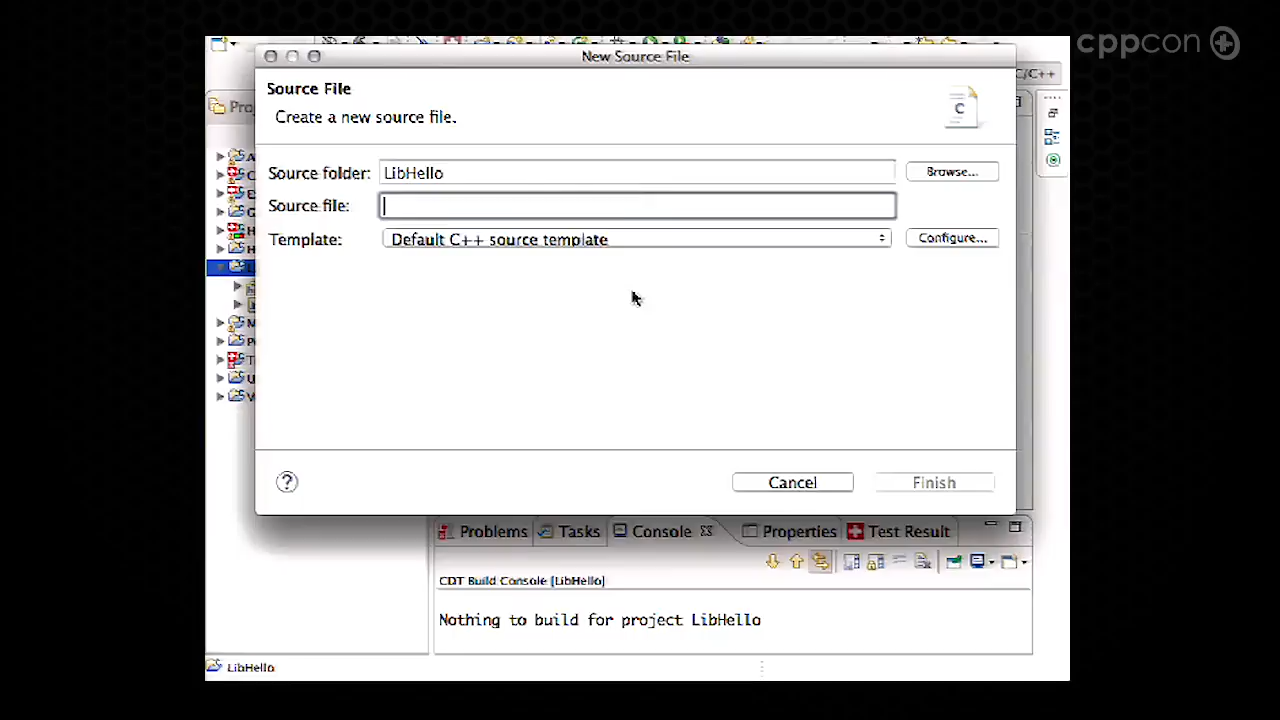 cppcon
New Source File
C/C++
Source File
Create a new source file.
C
Source folder: LibHello Browse...
Source file:
Template: Default C++ source template Configure...
? Cancel Finish
Problems Tasks Console Properties Test Result
CDT Build Console [LibHello]
Nothing to build for project LibHello
LibHello